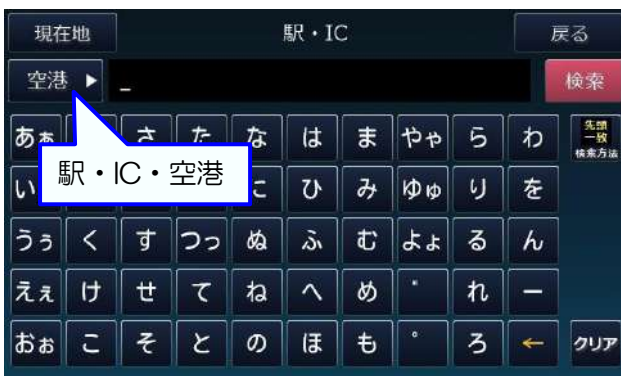 現在地 駅・IC 戻る
空港 ▶ _ 検索
あぁ さ た な は ま やゃ ら わ 先頭一致検索方法
駅・IC・空港
い に ひ み ゆゅ り を
うぅ く す つっ ぬ ふ む よょ る ん
えぇ け せ て ね へ め ゛ れ ー
おぉ こ そ と の ほ も ゜ ろ ← クリア